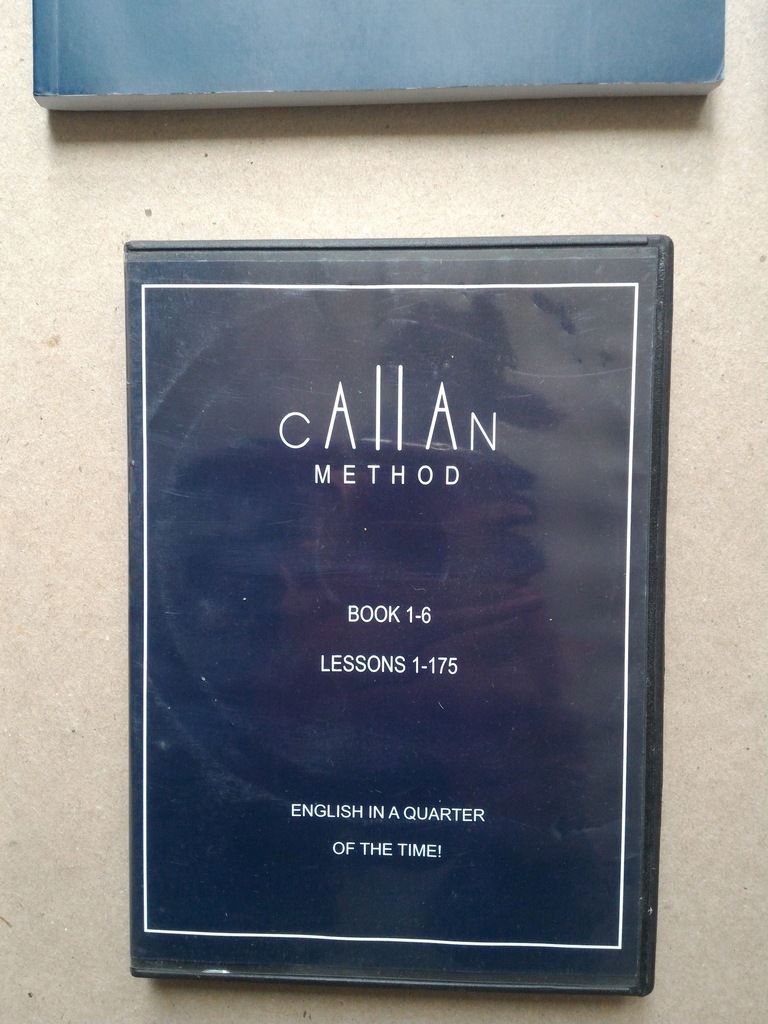 CAllAN
METHOD
BOOK 1-6
LESSONS 1-175
ENGLISH IN A QUARTER
OF THE TIME!